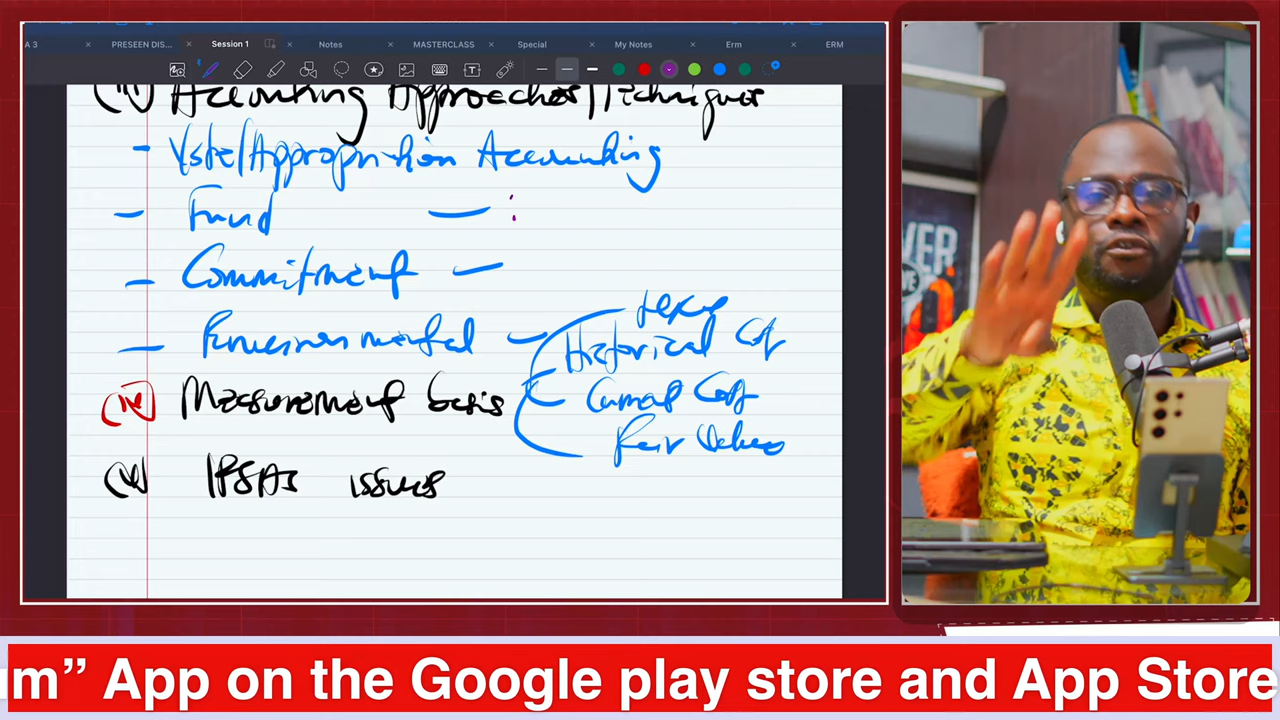 A 3 PRESEEN DIS... Session 1 Notes MASTERCLASS Special My Notes Erm ERM
(iii) Accounting Approaches/Techniques
- Vote/Appropriation Accounting
- Fund — :
- Commitment —
- Environmental —
Historical Cost
(iv) Measurement basis
Current Cost
Fair Value
(v) IPSAS issues
VER
m” App on the Google play store and App Store